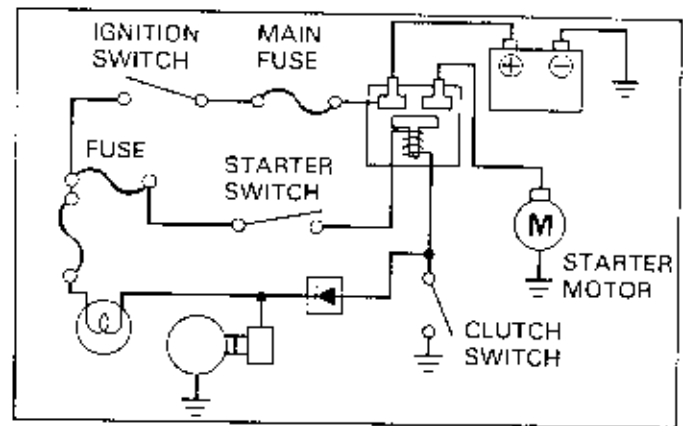 IGNITION
SWITCH
MAIN
FUSE
+
−
FUSE
STARTER
SWITCH
M
STARTER
MOTOR
CLUTCH
SWITCH